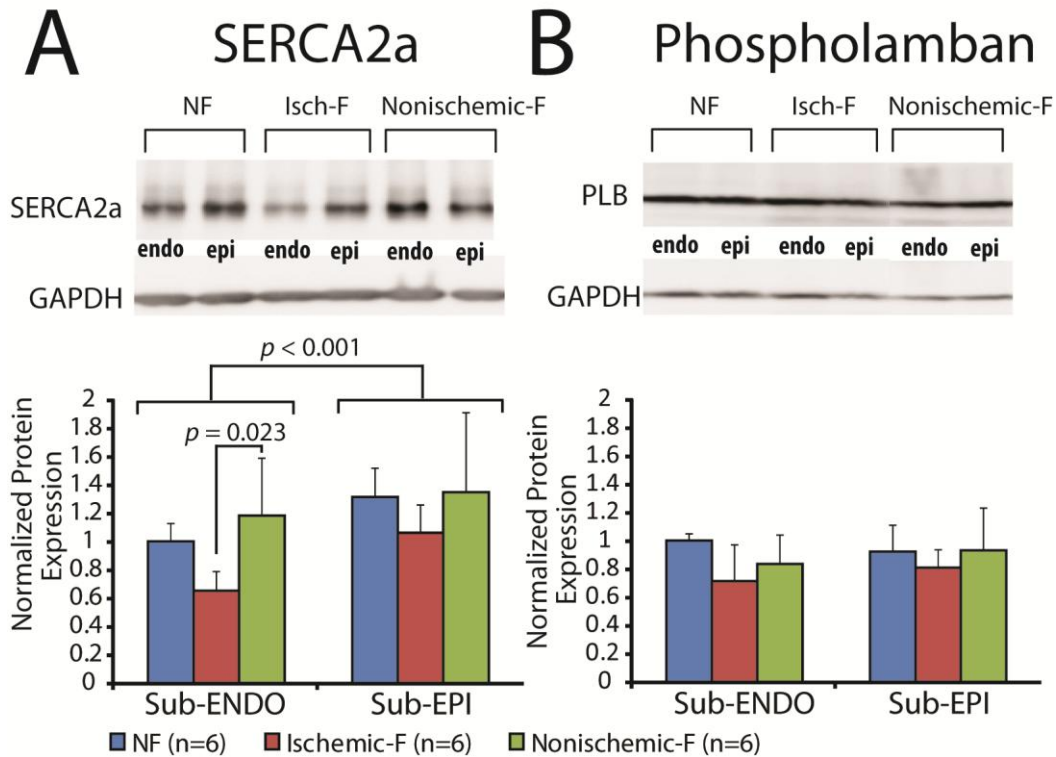 A SERCA2a
NF Isch-F Nonischemic-F
SERCA2a
endo epi endo epi endo epi
GAPDH
p < 0.001
p = 0.023
Normalized Protein
Expression
2
1.8
1.6
1.4
1.2
1
0.8
0.6
0.4
0.2
0
Sub-ENDO Sub-EPI
B Phospholamban
NF Isch-F Nonischemic-F
PLB
endo epi endo epi endo epi
GAPDH
Normalized Protein
Expression
2
1.8
1.6
1.4
1.2
1
0.8
0.6
0.4
0.2
0
Sub-ENDO Sub-EPI
NF (n=6) Ischemic-F (n=6) Nonischemic-F (n=6)